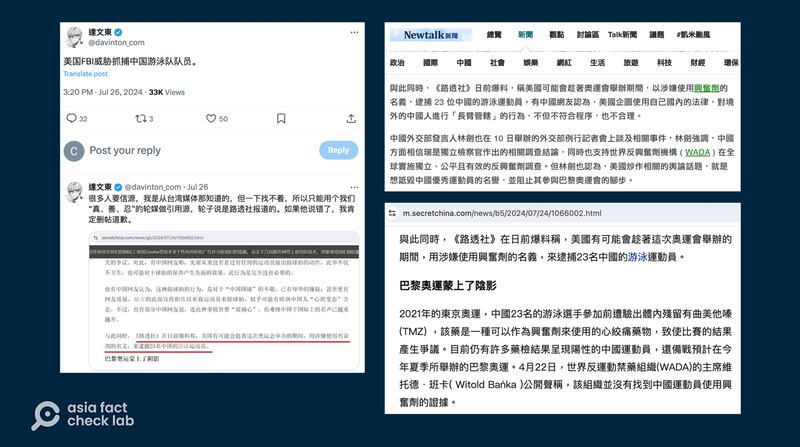 達文東
@davinton_com
美国FBI威胁抓捕中国游泳队队员。
Translate post
3:20 PM · Jul 26, 2024 · 33K Views
32
3
50
C
Post your reply
Reply
達文東 @davinton_com · Jul 26
很多人要信源，我是从台湾媒体那知道的，但一下找不着，所以只能用个我们
“真、善、忍”的轮媒做引用源，轮子说是路透社报道的。如果他说错了，我肯
定删帖道歉。
secretchina.com/news/gb/2024/07/24/1066002.html
与此同时，《路透社》在日前爆料称，美国有可能会趁着这次奥运会举办的期间，用涉嫌使用兴奋
剂的名义，来逮捕23名中国的游泳运动员。
巴黎奥运蒙上了阴影
Newtalk新聞
總覽 新聞 觀點 討論區 Talk新聞 議題 #凱米颱風
政治 國際 中國 社會 娛樂 網紅 生活 旅遊 科技 財經 環保
與此同時，《路透社》日前爆料，稱美國可能會趁著奧運會舉辦期間，以涉嫌使用興奮劑的
名義，逮捕 23 位中國的游泳運動員。有中國網友認為，美國企圖使用自己國內的法律，對境
外的中國人進行「長臂管轄」的行為，不但不符合程序，也不合理。
中國外交部發言人林劍也在 10 日舉辦的外交部例行記者會上談及相關事件，林劍強調，中國
方面相信瑞是獨立檢察官作出的相關調查結論，同時也支持世界反興奮劑機構（WADA）在全
球實施獨立、公平且有效的反興奮劑調查。但林劍也認為，美國炒作相關的輿論話題，就是
想詆毀中國優秀運動員的名譽，並阻止其參與巴黎奧運會的腳步。
m.secretchina.com/news/b5/2024/07/24/1066002.html
與此同時，《路透社》在日前爆料稱，美國有可能會趁著這次奧運會舉辦的
期間，用涉嫌使用興奮劑的名義，來逮捕23名中國的游泳運動員。
巴黎奧運蒙上了陰影
2021年的東京奧運，中國23名的游泳選手參加前遭驗出體內殘留有曲美他嗪
(TMZ)，該藥是一種可以作為興奮劑來使用的心絞痛藥物，致使比賽的結果
產生爭議。目前仍有許多藥檢結果呈現陽性的中國運動員，還備戰預計在今
年夏季所舉辦的巴黎奧運。4月22日，世界反運動禁藥組織(WADA)的主席維
托德．班卡( Witold Bańka)公開聲稱，該組織並沒有找到中國運動員使用興
奮劑的證據。
asia fact
check lab